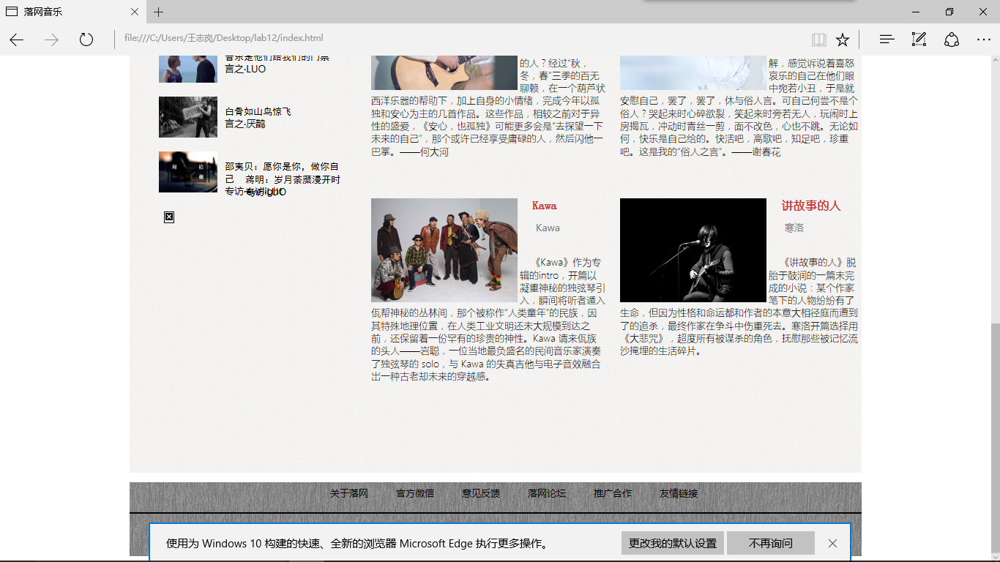 落网音乐
file:///C:/Users/王志岗/Desktop/lab12/index.html
音乐是他们给我们的门票
言之·LUO
白骨如山鸟惊飞
言之·厌鹊
邵夷贝：愿你是你，做你自
己
蒋明：岁月荼蘼漫开时
的人？经过“秋，
冬，春”三季的百无
聊赖，在一个葫芦状
西洋乐器的帮助下，加上自身的小情绪，完成今年以孤
独和安心为主的几首作品。这些作品，相较之前对于异
性的盛爱，《安心，也孤独》可能更多会是“去探望一下
未来的自己”，那个或许已经享受庸碌的人，然后闪他一
巴掌。——何大河
解，感觉诉说着喜怒
哀乐的自己在他们眼
中宛若小丑，于是就
安慰自己，罢了，罢了，休与俗人言。可自己何尝不是个
俗人？哭起来时心碎欲裂，笑起来时旁若无人，玩闹时上
房揭瓦，冲动时青丝一剪，面不改色，心也不跳。无论如
何，快乐是自己给的。快活吧，高歌吧，知足吧，珍重
吧。这是我的“俗人之言”。——谢春花
Kawa
Kawa
《Kawa》作为专
辑的intro，开篇以
凝重神秘的独弦琴引
入，瞬间将听者遁入
佤帮神秘的丛林间，那个被称作“人类童年”的民族，因
其特殊地理位置，在人类工业文明还未大规模到达之
前，还保留着一份罕有的珍贵的神性。Kawa 请来佤族
的头人——岩聪，一位当地最负盛名的民间音乐家演奏
了独弦琴的 solo，与 Kawa 的失真吉他与电子音效融合
出一种古老却未来的穿越感。
讲故事的人
寒洛
《讲故事的人》脱
胎于鼓润的一篇未完
成的小说：某个作家
笔下的人物纷纷有了
生命，但因为性格和命运都和作者的本意大相径庭而遭到
了的追杀，最终作家在争斗中伤重死去。寒洛开篇选择用
《大悲咒》，超度所有被谋杀的角色，抚慰那些被记忆流
沙掩埋的生活碎片。
关于落网 官方微信 意见反馈 落网论坛 推广合作 友情链接
使用为 Windows 10 构建的快速、全新的浏览器 Microsoft Edge 执行更多操作。
更改我的默认设置 不再询问